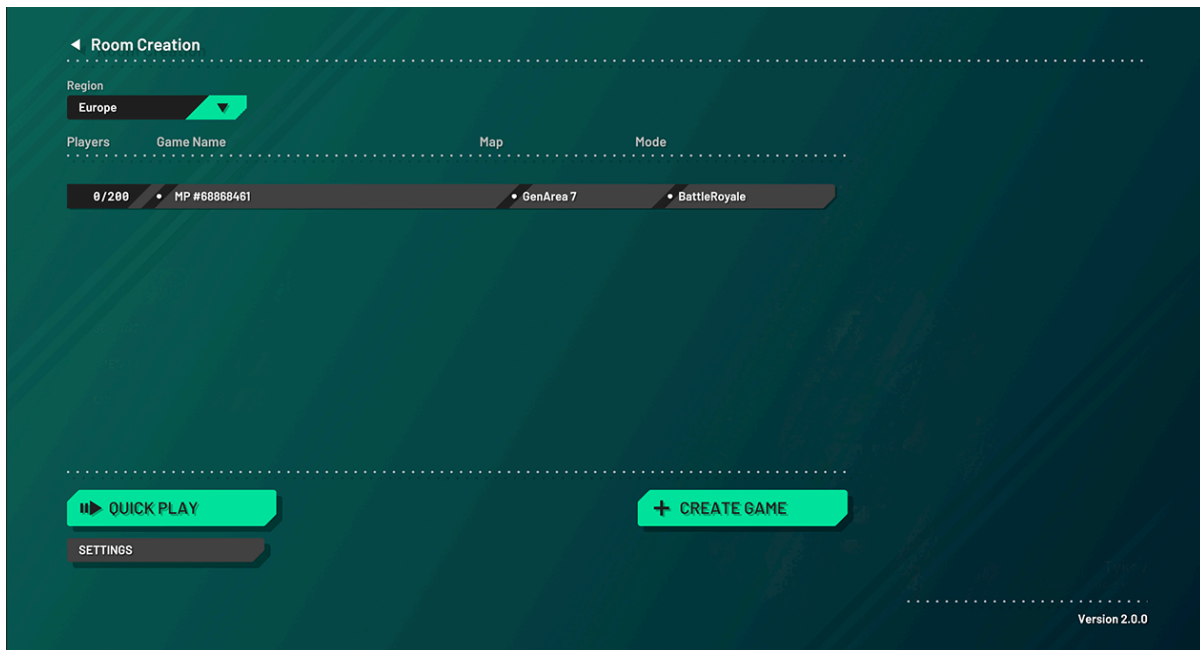 Room Creation
Region
Europe
Players Game Name Map Mode
0/200 • MP #68868461 • GenArea 7 • BattleRoyale
QUICK PLAY
CREATE GAME
SETTINGS
Version 2.0.0